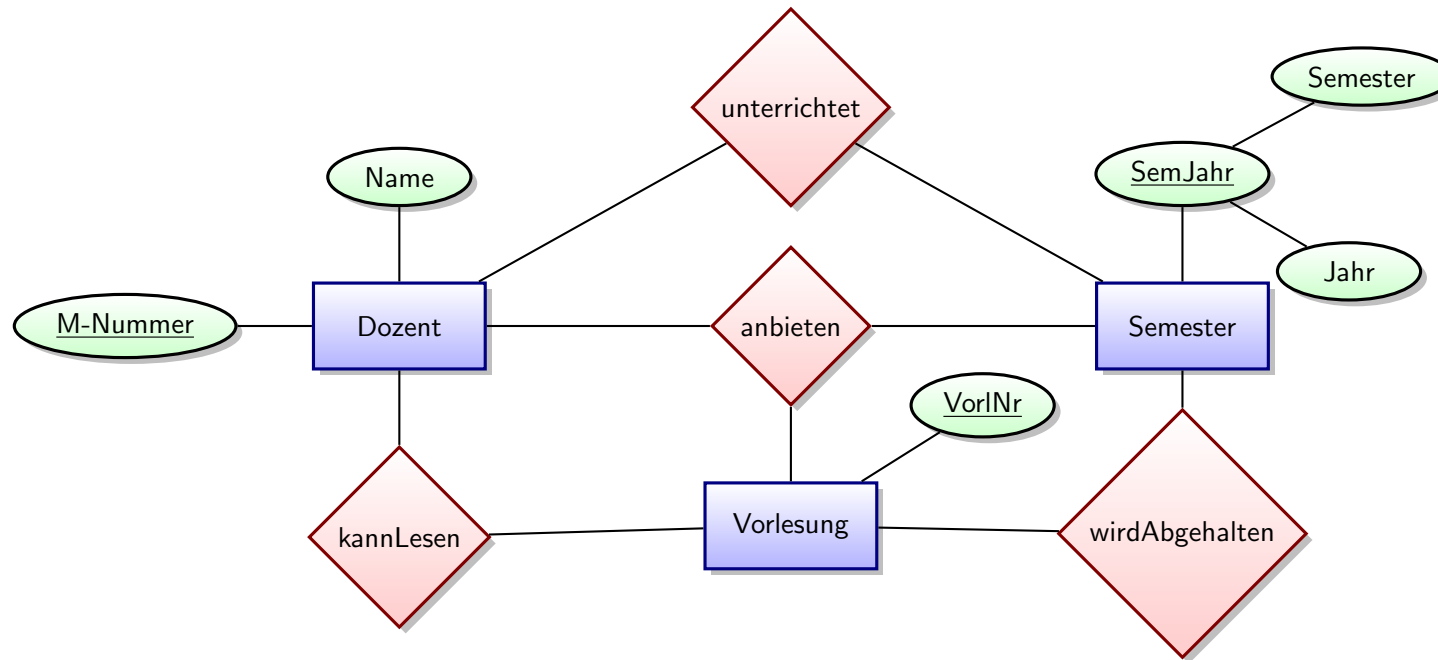 Semester
unterrichtet
Name
SemJahr
Jahr
M-Nummer
Dozent
anbieten
Semester
VorlNr
Vorlesung
kannLesen
wirdAbgehalten